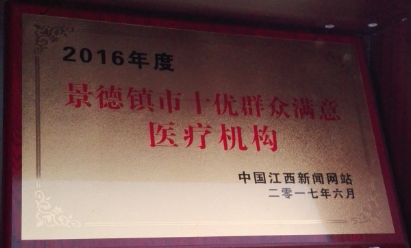 2016年度
景德镇市十优群众满意
医疗机构
中国江西新闻网站
二零一七年六月